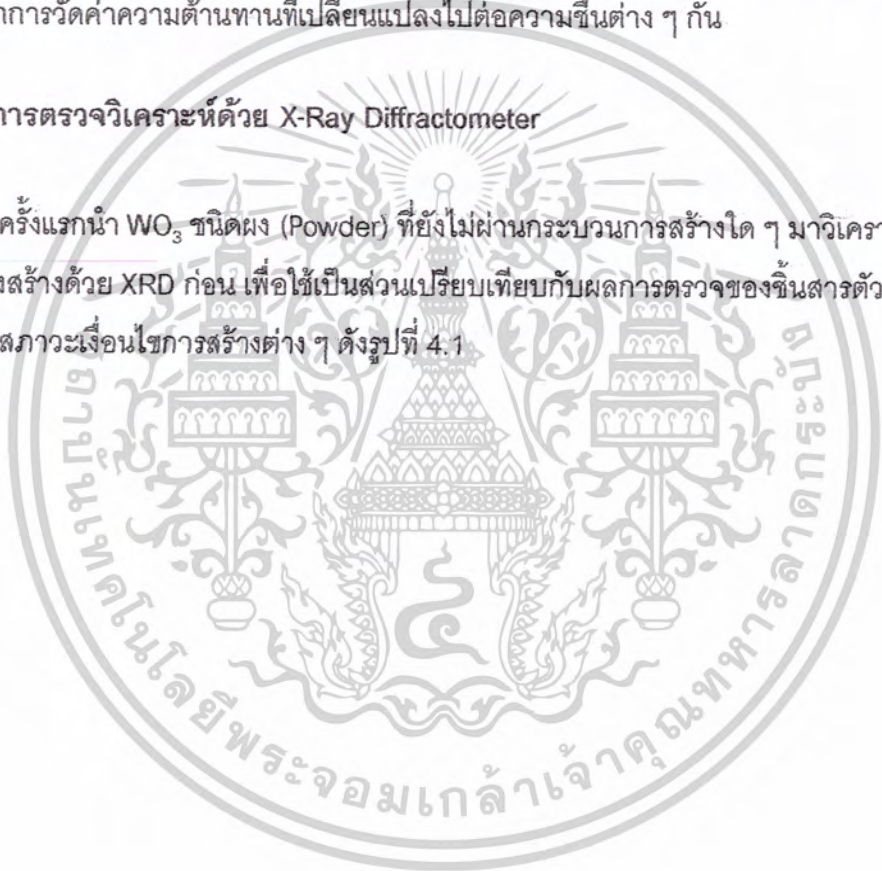 การวัดค่าความต้านทานที่เปลี่ยนแปลงไปต่อความชื้นต่าง ๆ กัน
การตรวจวิเคราะห์ด้วย X-Ray Diffractometer
ครั้งแรกนำ WO₃ ชนิดผง (Powder) ที่ยังไม่ผ่านกระบวนการสร้างใด ๆ มาวิเครา
สร้างด้วย XRD ก่อน เพื่อใช้เป็นส่วนเปรียบเทียบกับผลการตรวจของชิ้นสารตัว
สภาวะเงื่อนไขการสร้างต่าง ๆ ดังรูปที่ 4.1
สถาบันเทคโนโลยีพระจอมเกล้าเจ้าคุณทหารลาดกระบัง